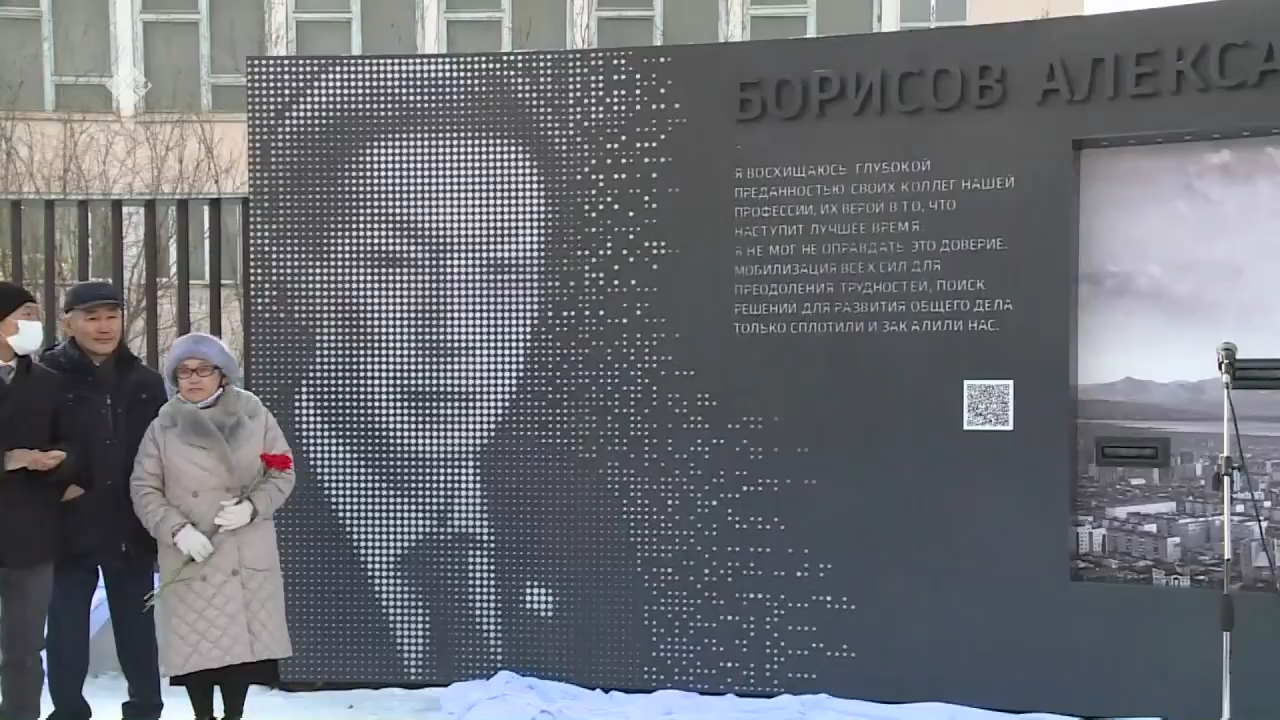 БОРИСОВ АЛЕКСА
Я ВОСХИЩАЮСЬ ГЛУБОКОЙ
ПРЕДАННОСТЬЮ СВОИХ КОЛЛЕГ НАШЕЙ
ПРОФЕССИИ, ИХ ВЕРОЙ В ТО, ЧТО
НАСТУПИТ ЛУЧШЕЕ ВРЕМЯ.
Я НЕ МОГ НЕ ОПРАВДАТЬ ЭТО ДОВЕРИЕ.
МОБИЛИЗАЦИЯ ВСЕХ СИЛ ДЛЯ
ПРЕОДОЛЕНИЯ ТРУДНОСТЕЙ, ПОИСК
РЕШЕНИЙ ДЛЯ РАЗВИТИЯ ОБЩЕГО ДЕЛА
ТОЛЬКО СПЛОТИЛИ И ЗАКАЛИЛИ НАС.